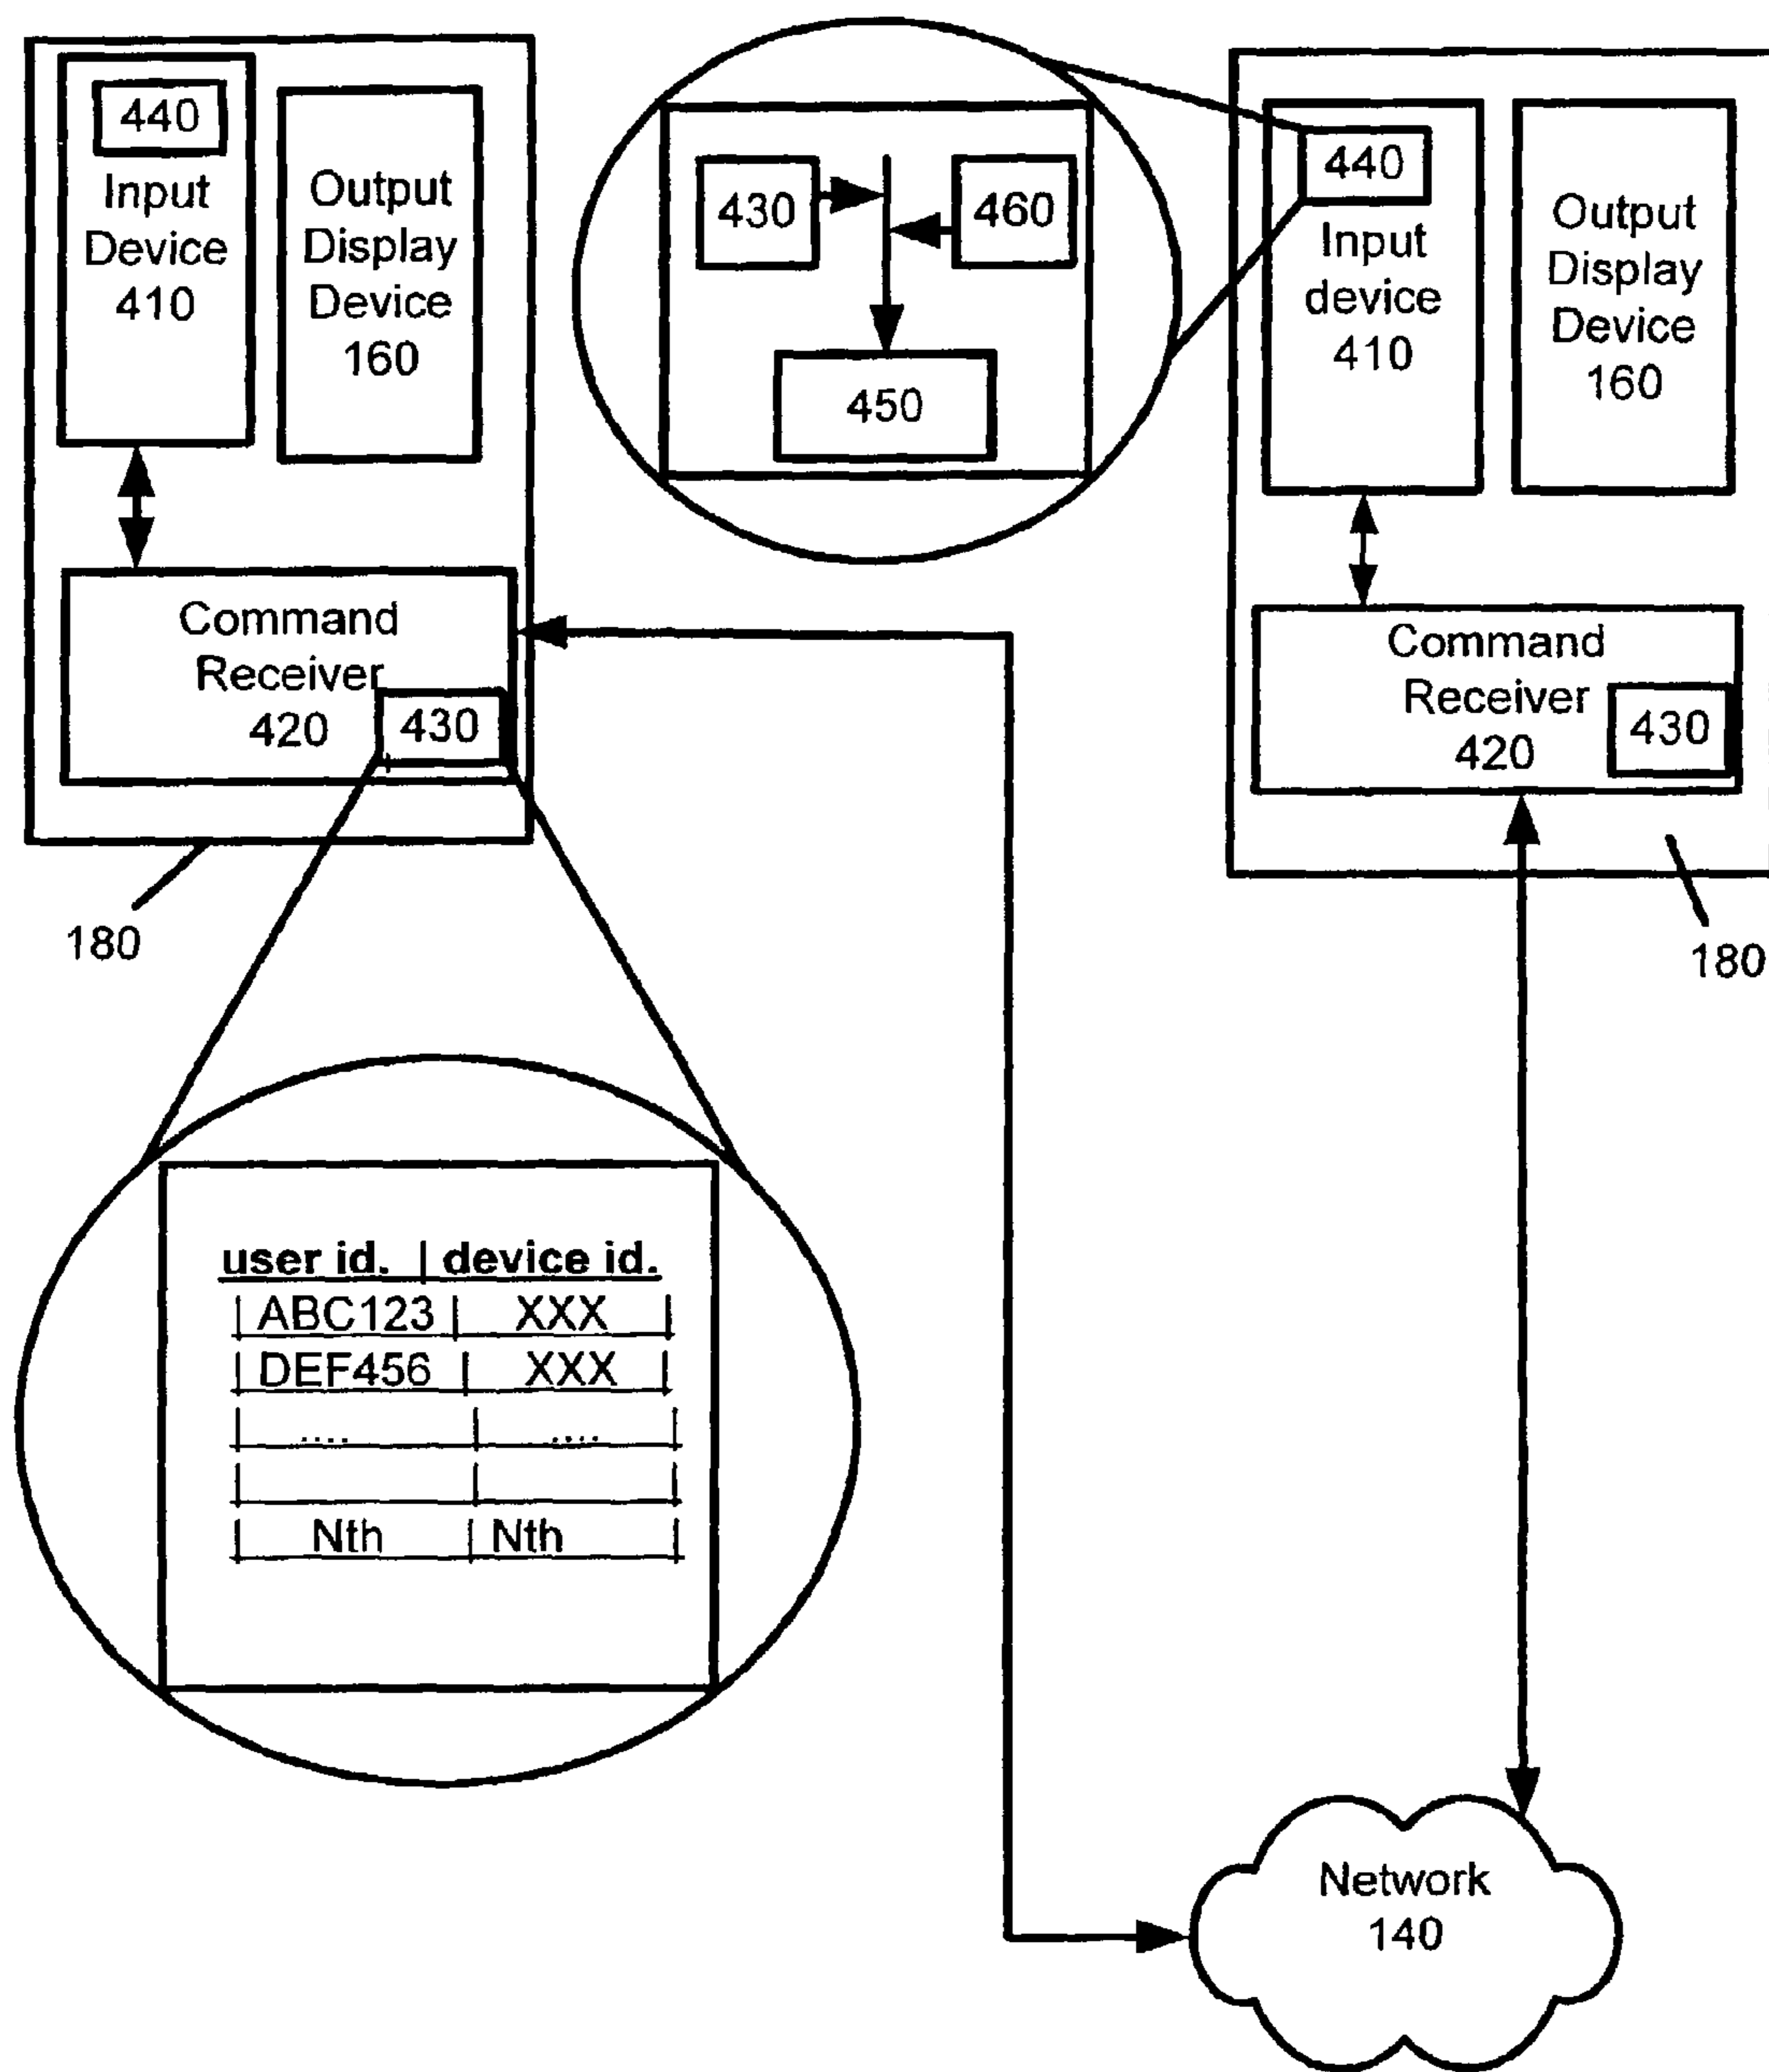 440
Input
Device
410
Output
Display
Device
160
Command
Receiver
420
430
180
430
460
450
440
Input
device
410
Output
Display
Device
160
Command
Receiver
420
430
180
user id. | device id.
| ABC123 | XXX |
| DEF456 | XXX |
| .... | .... |
| | |
| Nth | Nth |
Network
140